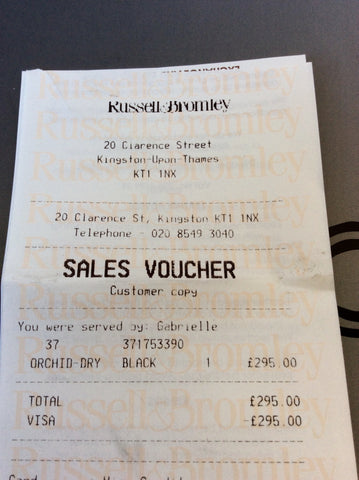 Russell&Bromley
20 Clarence Street
Kingston-Upon-Thames
KT1 1NX
20 Clarence St, Kingston KT1 1NX
Telephone - 020 8549 3040
SALES VOUCHER
Customer copy
You were served by: Gabrielle
37 371753390
ORCHID-DRY BLACK 1 £295.00
TOTAL £295.00
VISA -£295.00